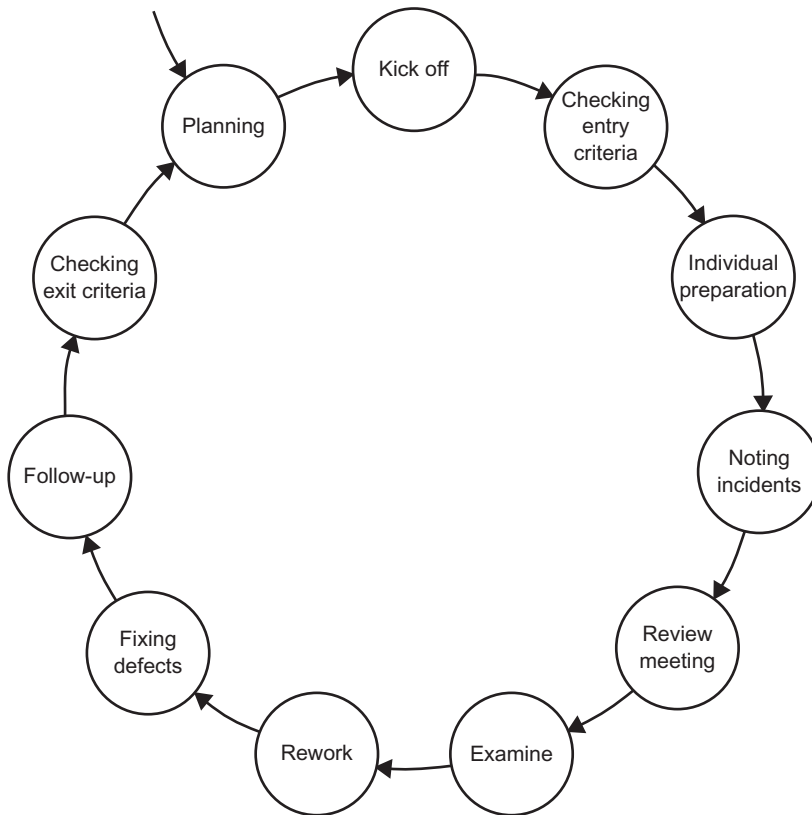 Planning
Kick off
Checking
entry
criteria
Individual
preparation
Noting
incidents
Review
meeting
Examine
Rework
Fixing
defects
Follow-up
Checking
exit criteria